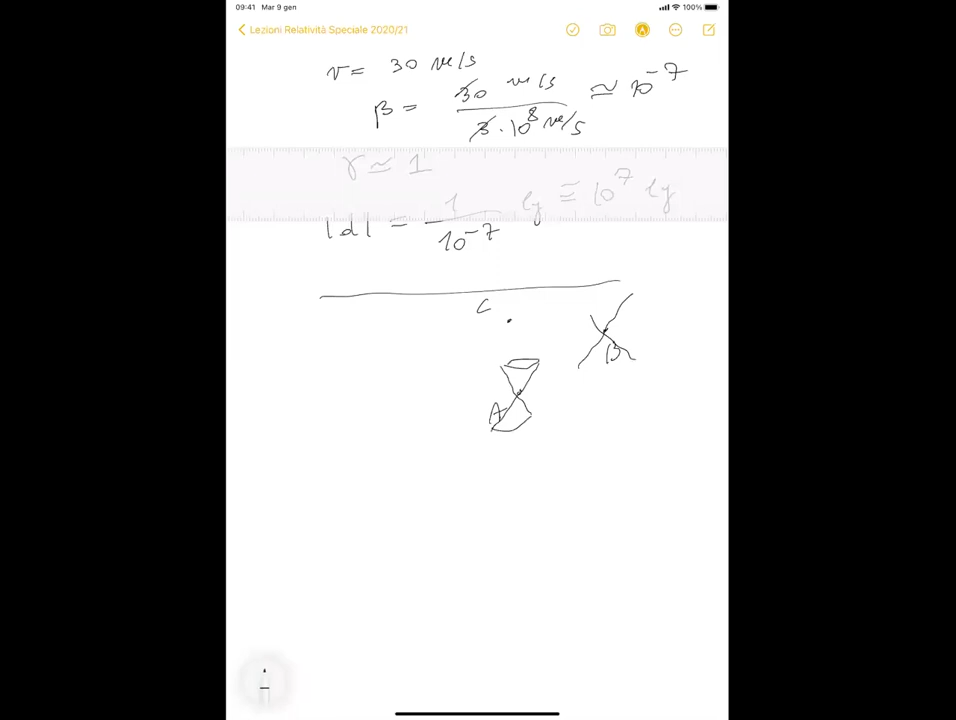 09:41 Mar 9 gen
100%
Lezioni Relatività Speciale 2020/21
v = 30 m/s
β = 30 m/s / 3·10⁸ m/s ≃ 10⁻⁷
γ ≃ 1
|d| = 1 / 10⁻⁷ ly ≅ 10⁷ ly
C
B
A